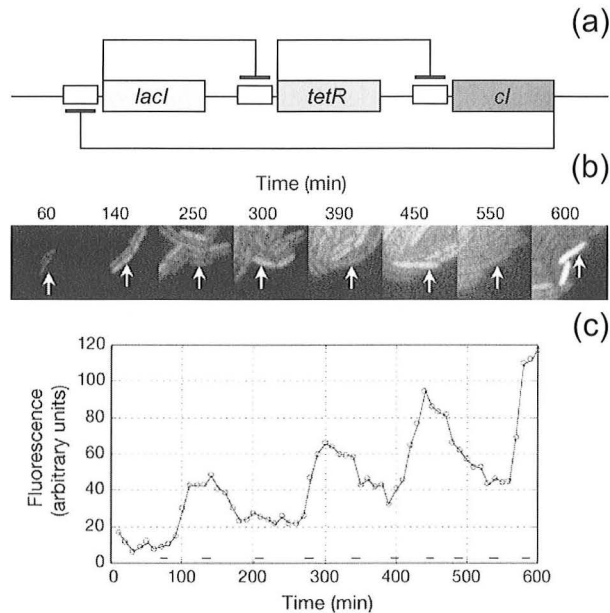 (a)
lacI tetR cI
(b)
Time (min)
60 140 250 300 390 450 550 600
(c)
120
100
80
60
40
20
0
Fluorescence
(arbitrary units)
0 100 200 300 400 500 600
Time (min)